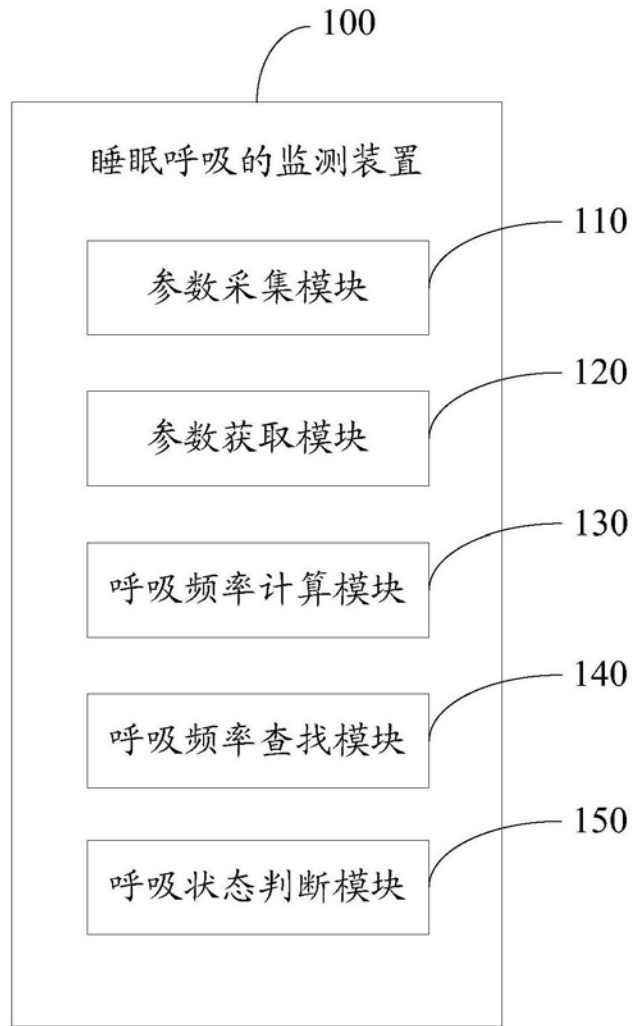 100
睡眠呼吸的监测装置
110
参数采集模块
120
参数获取模块
130
呼吸频率计算模块
140
呼吸频率查找模块
150
呼吸状态判断模块